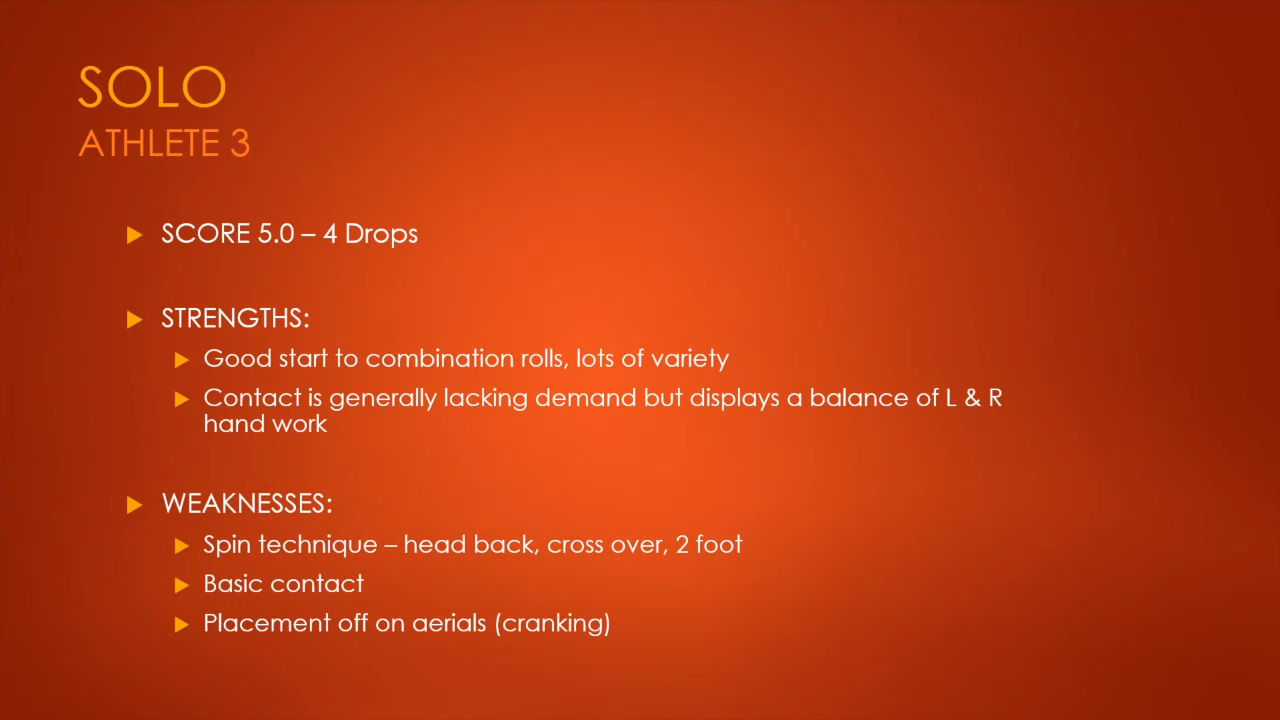 SOLO
ATHLETE 3
SCORE 5.0 – 4 Drops
STRENGTHS:
Good start to combination rolls, lots of variety
Contact is generally lacking demand but displays a balance of L & R
hand work
WEAKNESSES:
Spin technique – head back, cross over, 2 foot
Basic contact
Placement off on aerials (cranking)